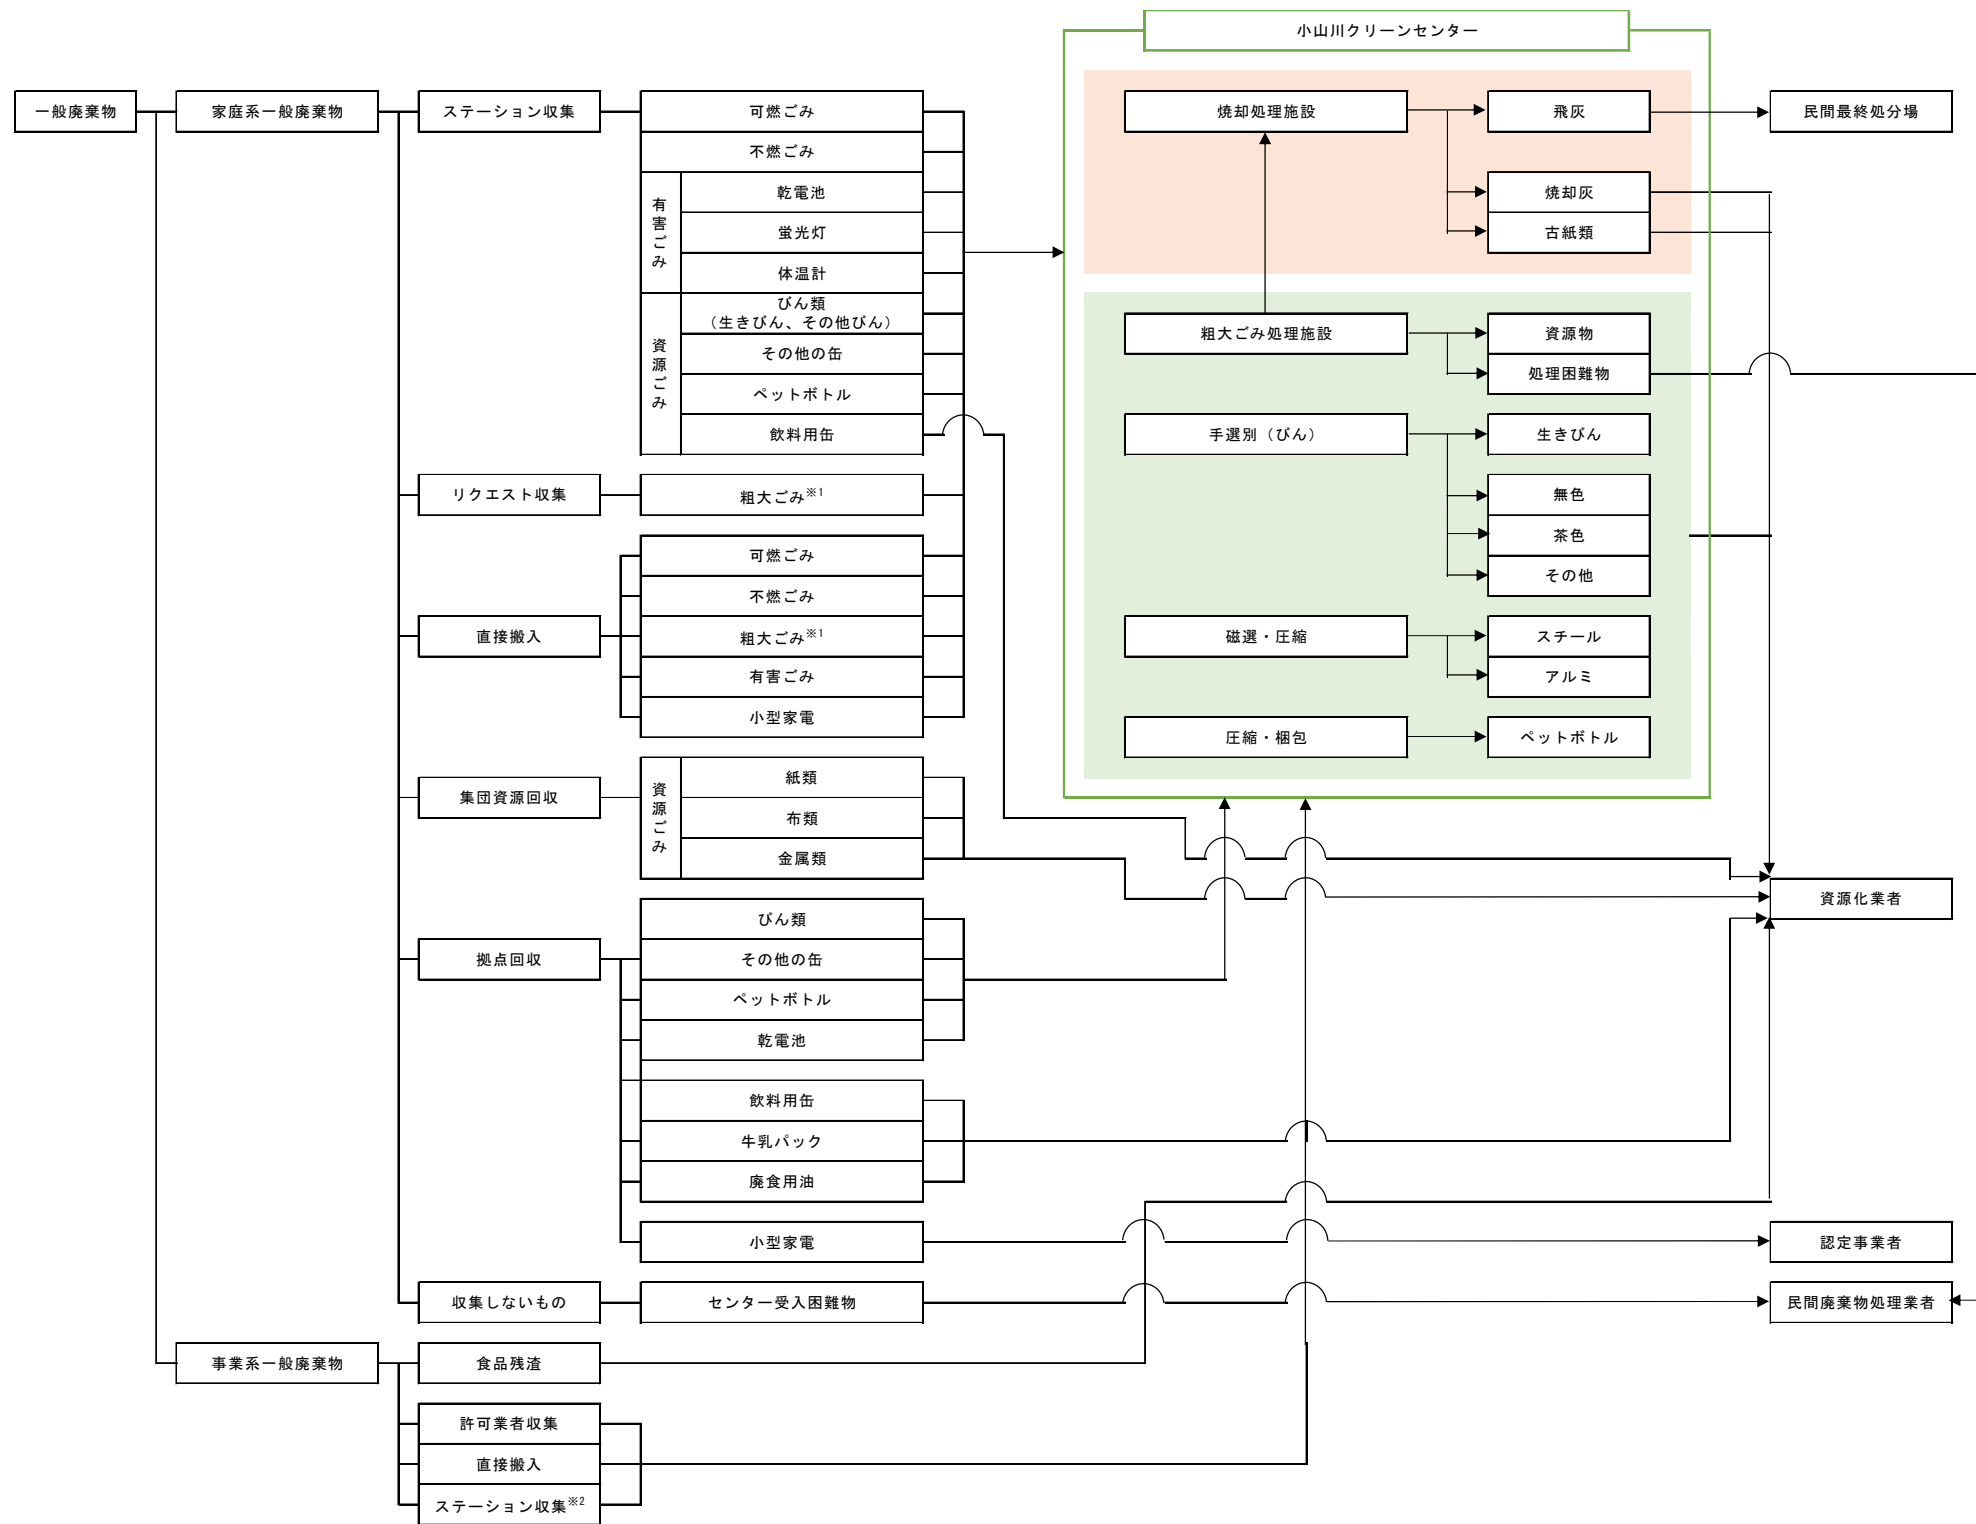 小山川クリーンセンター
一般廃棄物
家庭系一般廃棄物
ステーション収集
可燃ごみ
不燃ごみ
有害ごみ
乾電池
蛍光灯
体温計
資源ごみ
びん類
（生きびん、その他びん）
その他の缶
ペットボトル
飲料用缶
リクエスト収集
粗大ごみ※1
直接搬入
可燃ごみ
不燃ごみ
粗大ごみ※1
有害ごみ
小型家電
集団資源回収
資源ごみ
紙類
布類
金属類
拠点回収
びん類
その他の缶
ペットボトル
乾電池
飲料用缶
牛乳パック
廃食用油
小型家電
収集しないもの
センター受入困難物
事業系一般廃棄物
食品残渣
許可業者収集
直接搬入
ステーション収集※2
焼却処理施設
飛灰
焼却灰
古紙類
粗大ごみ処理施設
資源物
処理困難物
手選別（びん）
生きびん
無色
茶色
その他
磁選・圧縮
スチール
アルミ
圧縮・梱包
ペットボトル
民間最終処分場
資源化業者
認定事業者
民間廃棄物処理業者